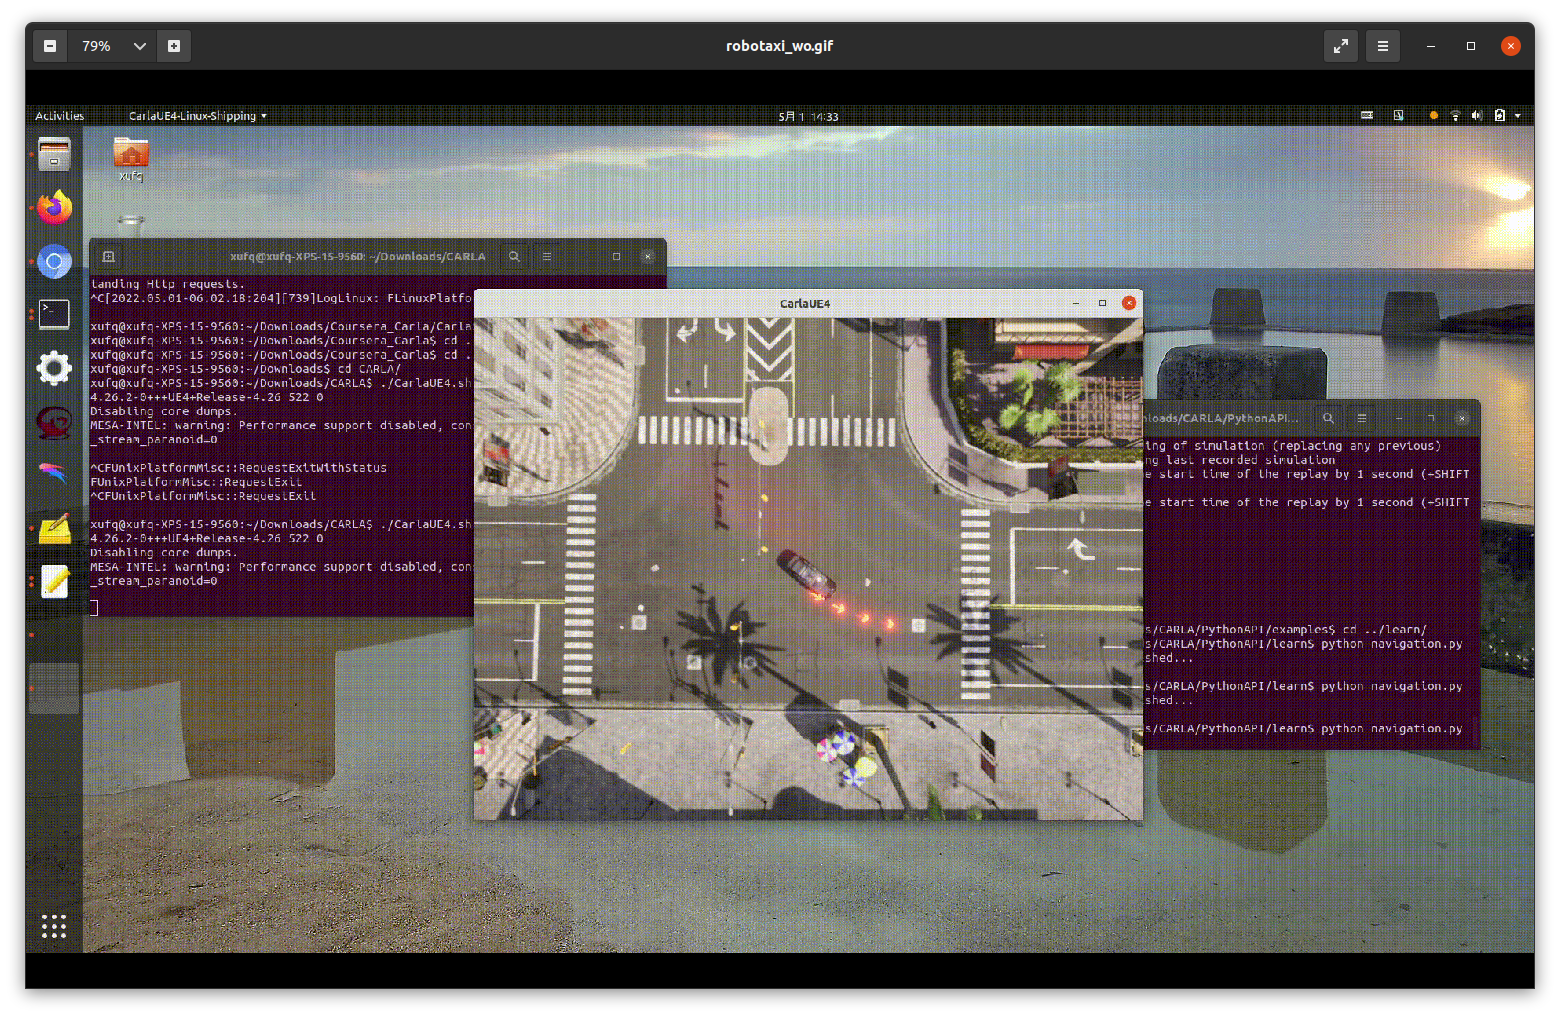 79%
robotaxi_wo.gif
Activities
CarlaUE4-Linux-Shipping
5月 1 14:33
xufq
xufq@xufq-XPS-15-9560: ~/Downloads/CARLA
landing Http requests.
^C[2022.05.01-06.02.18:204][739]LogLinux: FLinuxPlatfo
xufq@xufq-XPS-15-9560:~/Downloads/Coursera_Carla/Carla
xufq@xufq-XPS-15-9560:~/Downloads/Coursera_Carla$ cd .
xufq@xufq-XPS-15-9560:~/Downloads/Coursera_Carla$ cd .
xufq@xufq-XPS-15-9560:~/Downloads$ cd CARLA/
xufq@xufq-XPS-15-9560:~/Downloads/CARLA$ ./CarlaUE4.sh
4.26.2-0+++UE4+Release-4.26 522 0
Disabling core dumps.
MESA-INTEL: warning: Performance support disabled, con
_stream_paranoid=0
^CFUnixPlatformMisc::RequestExitWithStatus
FUnixPlatformMisc::RequestExit
^CFUnixPlatformMisc::RequestExit
xufq@xufq-XPS-15-9560:~/Downloads/CARLA$ ./CarlaUE4.sh
4.26.2-0+++UE4+Release-4.26 522 0
Disabling core dumps.
MESA-INTEL: warning: Performance support disabled, con
_stream_paranoid=0
CarlaUE4
loads/CARLA/PythonAPI...
ing of simulation (replacing any previous)
ng last recorded simulation
e start time of the replay by 1 second (+SHIFT
e start time of the replay by 1 second (+SHIFT
s/CARLA/PythonAPI/examples$ cd ../learn/
s/CARLA/PythonAPI/learn$ python navigation.py
shed...
s/CARLA/PythonAPI/learn$ python navigation.py
shed...
s/CARLA/PythonAPI/learn$ python navigation.py